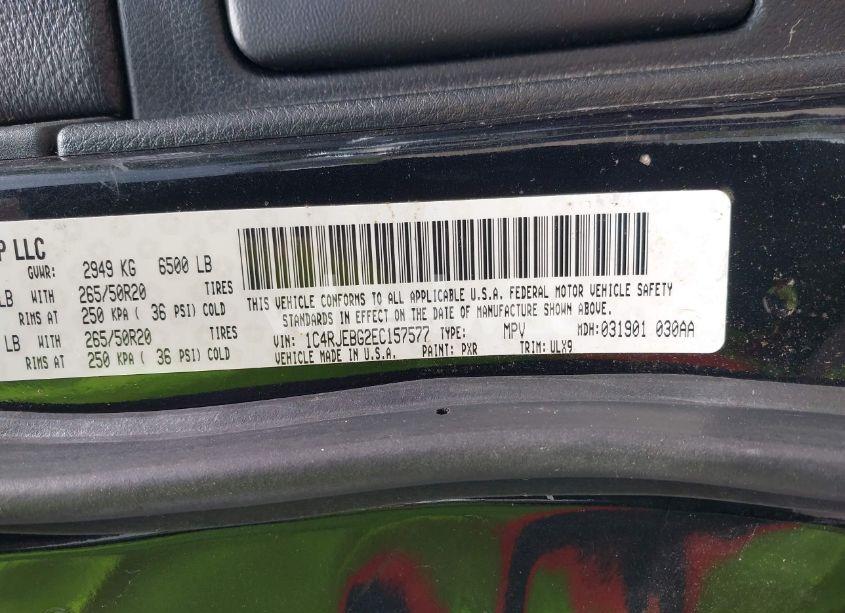 P LLC
GVWR: 2949 KG 6500 LB
LB WITH 265/50R20 TIRES
RIMS AT 250 KPA ( 36 PSI) COLD
LB WITH 265/50R20 TIRES
RIMS AT 250 KPA ( 36 PSI) COLD
THIS VEHICLE CONFORMS TO ALL APPLICABLE U.S.A. FEDERAL MOTOR VEHICLE SAFETY
STANDARDS IN EFFECT ON THE DATE OF MANUFACTURE SHOWN ABOVE.
VIN: 1C4RJEBG2EC157577 TYPE: MPV MDH: 031901 030AA
VEHICLE MADE IN U.S.A. PAINT: PXR TRIM: ULX9